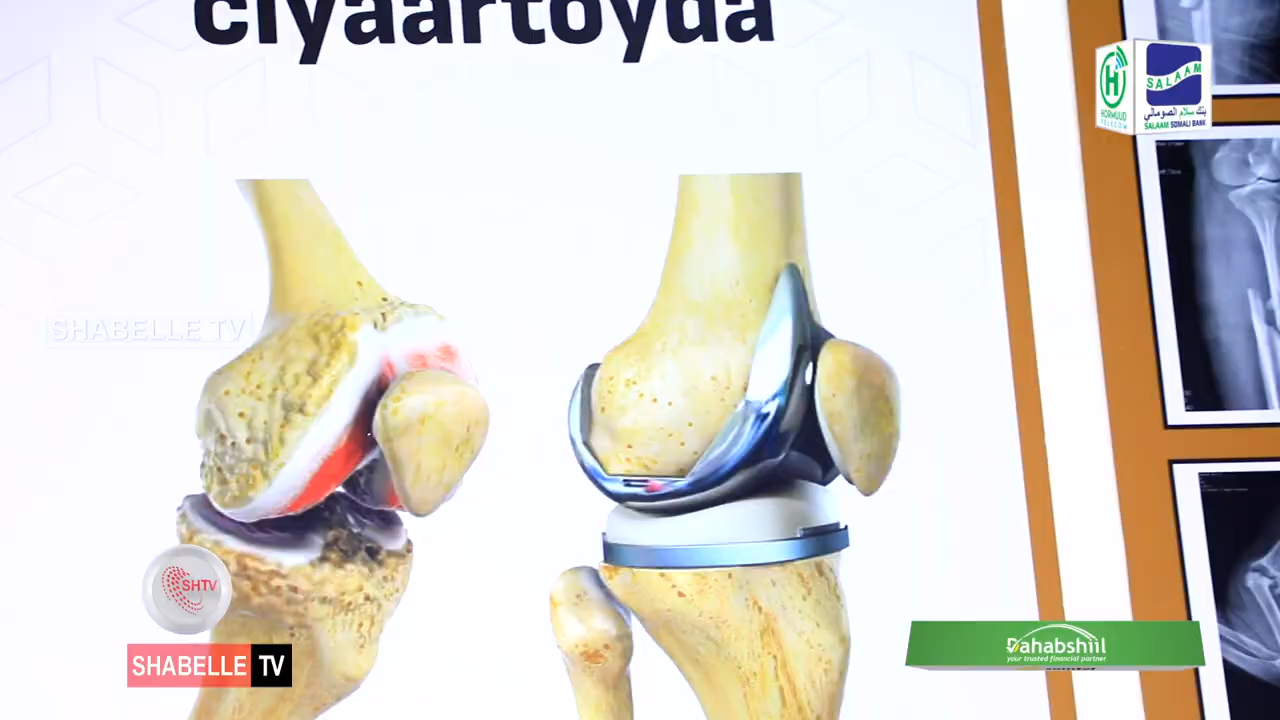 ciyaartoyda
HORMUUD
TELECOM
SALAAM
بنك سلام الصومالي
SALAAM SOMALI BANK
SHABELLE TV
SHTV
SHABELLE TV
Dahabshiil
your trusted financial partner